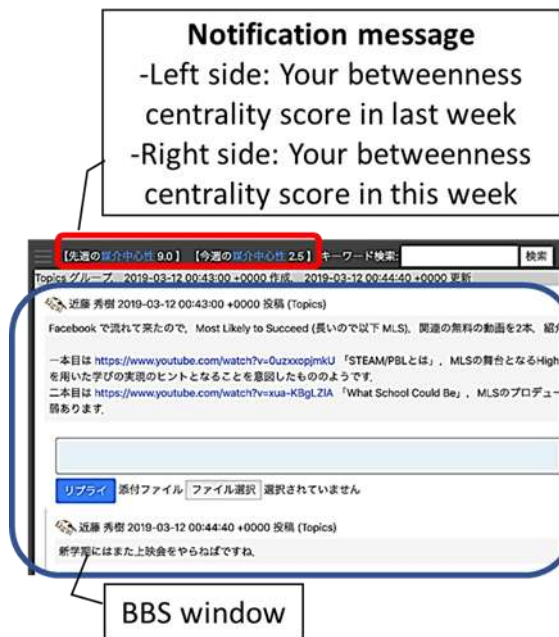 Notification message
-Left side: Your betweenness
centrality score in last week
-Right side: Your betweenness
centrality score in this week
【先週の媒介中心性 9.0】 【今週の媒介中心性 2.5】 キーワード検索: 検索
Topics グループ, 2019-03-12 00:43:00 +0000 作成, 2019-03-12 00:44:40 +0000 更新
近藤 秀樹 2019-03-12 00:43:00 +0000 投稿 (Topics)
Facebook で流れて来たので，Most Likely to Succeed (長いので以下 MLS)，関連の無料の動画を2本，紹介
一本目は https://www.youtube.com/watch?v=0uzxxopjmkU 「STEAM/PBLとは」，MLSの舞台となるHigh
を用いた学びの実現のヒントとなることを意図したもののようです．
二本目は https://www.youtube.com/watch?v=xua-KBgLZIA 「What School Could Be」，MLSのプロデュー
弱あります．
リプライ 添付ファイル ファイル選択 選択されていません
近藤 秀樹 2019-03-12 00:44:40 +0000 投稿 (Topics)
新学期にはまた上映会をやらねばですね．
BBS window